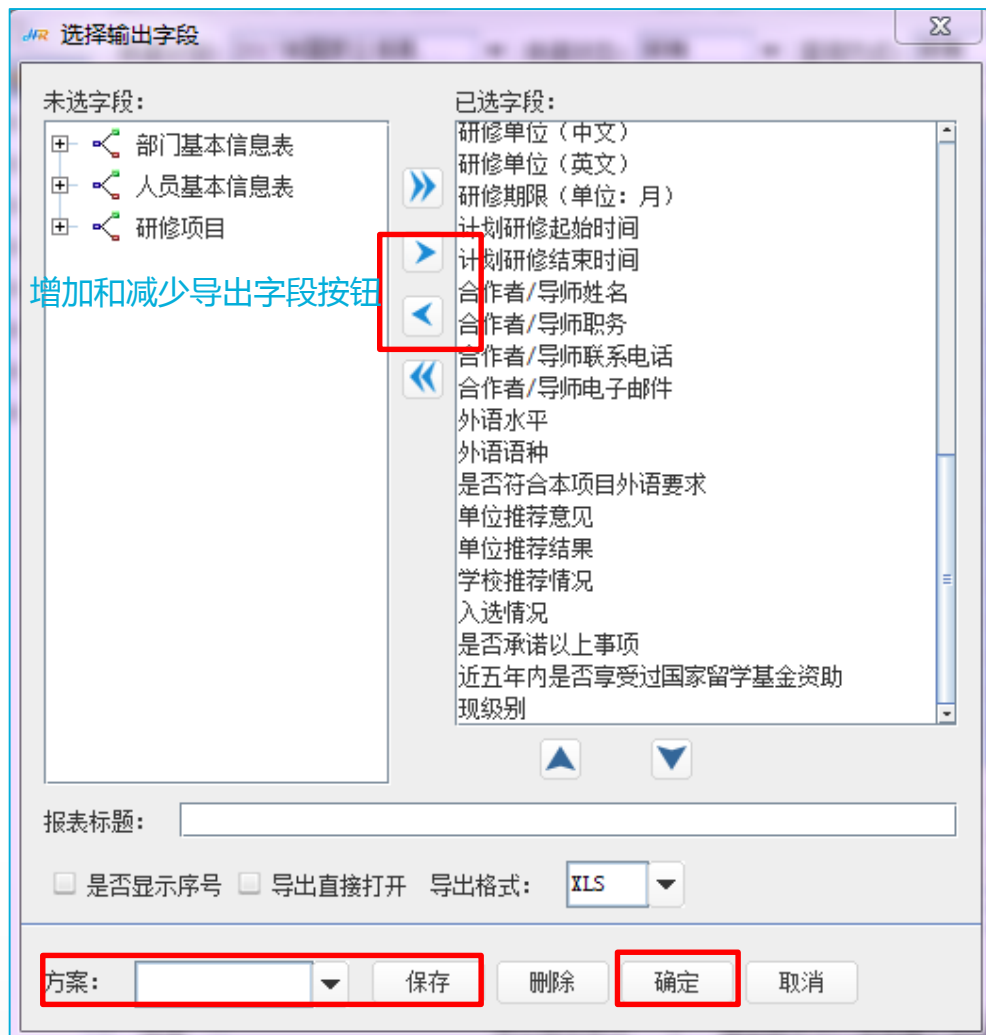 HR 选择输出字段
未选字段：
部门基本信息表
人员基本信息表
研修项目
增加和减少导出字段按钮
已选字段：
研修单位（中文）
研修单位（英文）
研修期限（单位：月）
计划研修起始时间
计划研修结束时间
合作者/导师姓名
合作者/导师职务
合作者/导师联系电话
合作者/导师电子邮件
外语水平
外语语种
是否符合本项目外语要求
单位推荐意见
单位推荐结果
学校推荐情况
入选情况
是否承诺以上事项
近五年内是否享受过国家留学基金资助
现级别
报表标题：
是否显示序号 导出直接打开 导出格式： XLS
方案： 保存 删除 确定 取消